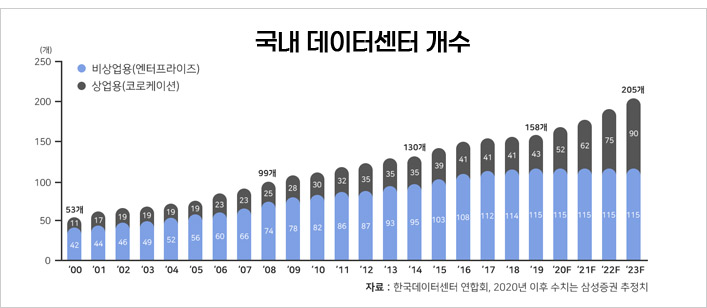 국내 데이터센터 개수
(개)
250
비상업용(엔터프라이즈)
상업용(코로케이션)
200
150
100
50
0
53개 99개 130개 158개 205개
11 17 19 19 19 19 23 23 25 28 30 32 35 35 35 39 41 41 41 43 52 62 75 90
42 44 46 49 52 56 60 66 74 78 82 86 87 93 95 103 108 112 114 115 115 115 115 115
'00 '01 '02 '03 '04 '05 '06 '07 '08 '09 '10 '11 '12 '13 '14 '15 '16 '17 '18 '19 '20F '21F '22F '23F
자료 : 한국데이터센터 연합회, 2020년 이후 수치는 삼성증권 추정치